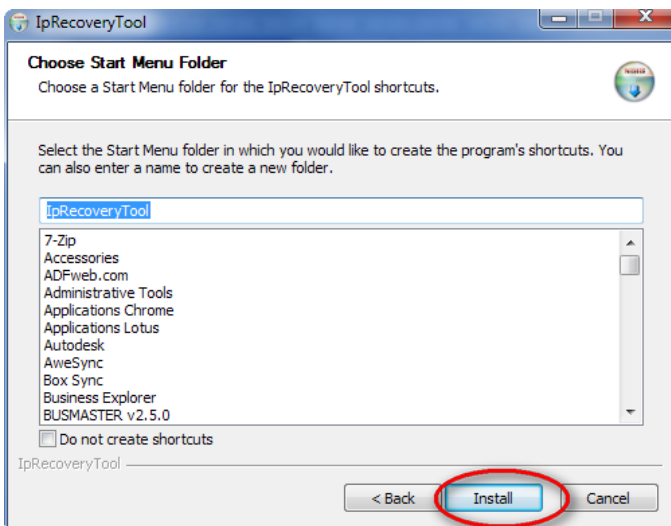 IpRecoveryTool
Choose Start Menu Folder
Choose a Start Menu folder for the IpRecoveryTool shortcuts.
Select the Start Menu folder in which you would like to create the program's shortcuts. You
can also enter a name to create a new folder.
IpRecoveryTool
7-Zip
Accessories
ADFweb.com
Administrative Tools
Applications Chrome
Applications Lotus
Autodesk
AweSync
Box Sync
Business Explorer
BUSMASTER v2.5.0
Do not create shortcuts
IpRecoveryTool
< Back Install Cancel